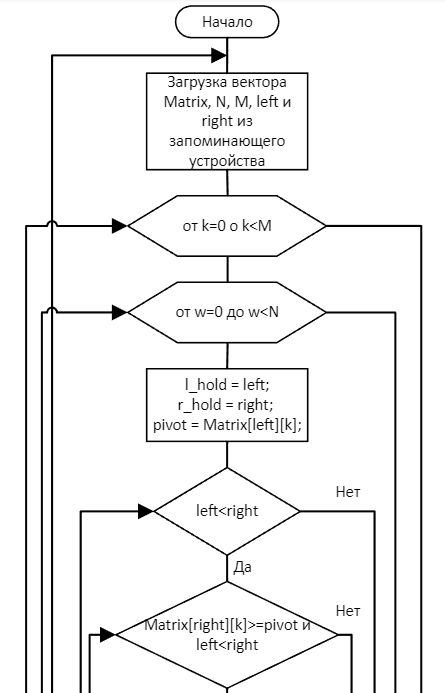 Начало
Загрузка вектора
Matrix, N, M, left и
right из
запоминающего
устройства
от k=0 о k<M
от w=0 до w<N
l_hold = left;
r_hold = right;
pivot = Matrix[left][k];
left<right
Нет
Да
Matrix[right][k]>=pivot и
left<right
Нет